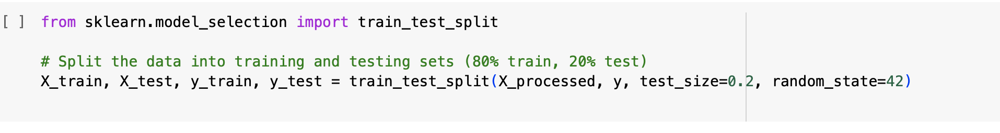 [ ] from sklearn.model_selection import train_test_split
# Split the data into training and testing sets (80% train, 20% test)
X_train, X_test, y_train, y_test = train_test_split(X_processed, y, test_size=0.2, random_state=42)